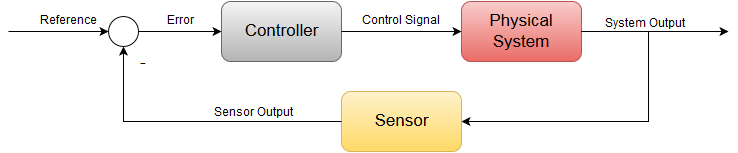 Reference
Error
Controller
Control Signal
Physical
System
System Output
-
Sensor Output
Sensor